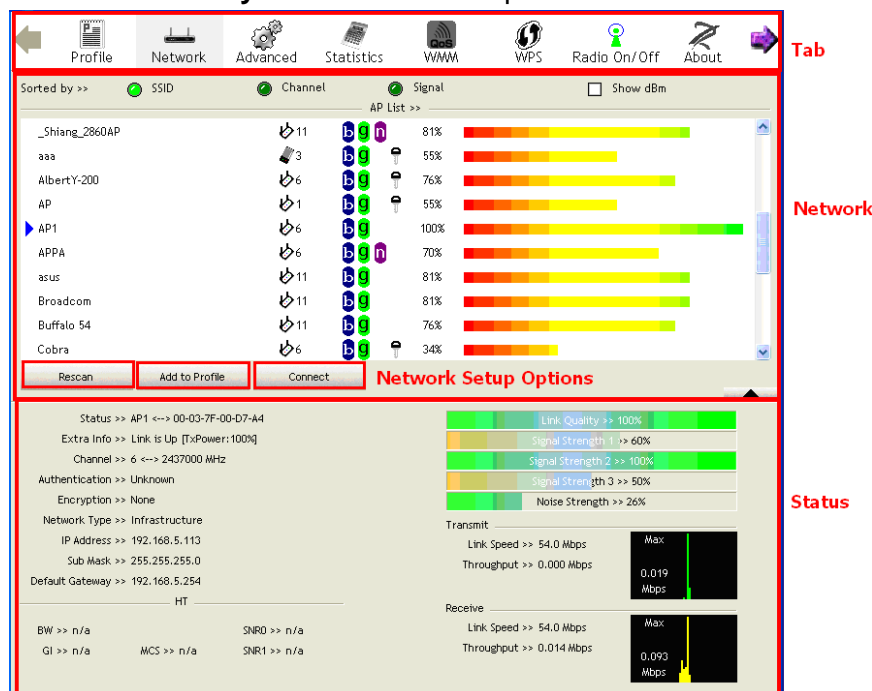 Profile Network Advanced Statistics QoS WMM WPS Radio On/Off About Tab
Sorted by >> SSID Channel Signal Show dBm
AP List >>
_Shiang_2860AP 11 b g n 81%
aaa 3 b g 55%
AlbertY-200 6 b g 76%
AP 1 b g 55%
Network
AP1 6 b g 100%
APPA 6 b g n 70%
asus 11 b g 81%
Broadcom 11 b g 81%
Buffalo 54 11 b g 76%
Cobra 6 b g 34%
Rescan Add to Profile Connect Network Setup Options
Status >> AP1 <--> 00-03-7F-00-D7-A4
Extra Info >> Link is Up [TxPower:100%]
Channel >> 6 <--> 2437000 MHz
Authentication >> Unknown
Encryption >> None
Network Type >> Infrastructure
IP Address >> 192.168.5.113
Sub Mask >> 255.255.255.0
Default Gateway >> 192.168.5.254
HT
BW >> n/a SNR0 >> n/a
GI >> n/a MCS >> n/a SNR1 >> n/a
Link Quality >> 100%
Signal Strength 1 >> 60%
Signal Strength 2 >> 100%
Signal Strength 3 >> 50%
Noise Strength >> 26%
Transmit
Link Speed >> 54.0 Mbps
Throughput >> 0.000 Mbps
Max
0.019
Mbps
Receive
Link Speed >> 54.0 Mbps
Throughput >> 0.014 Mbps
Max
0.093
Mbps
Status